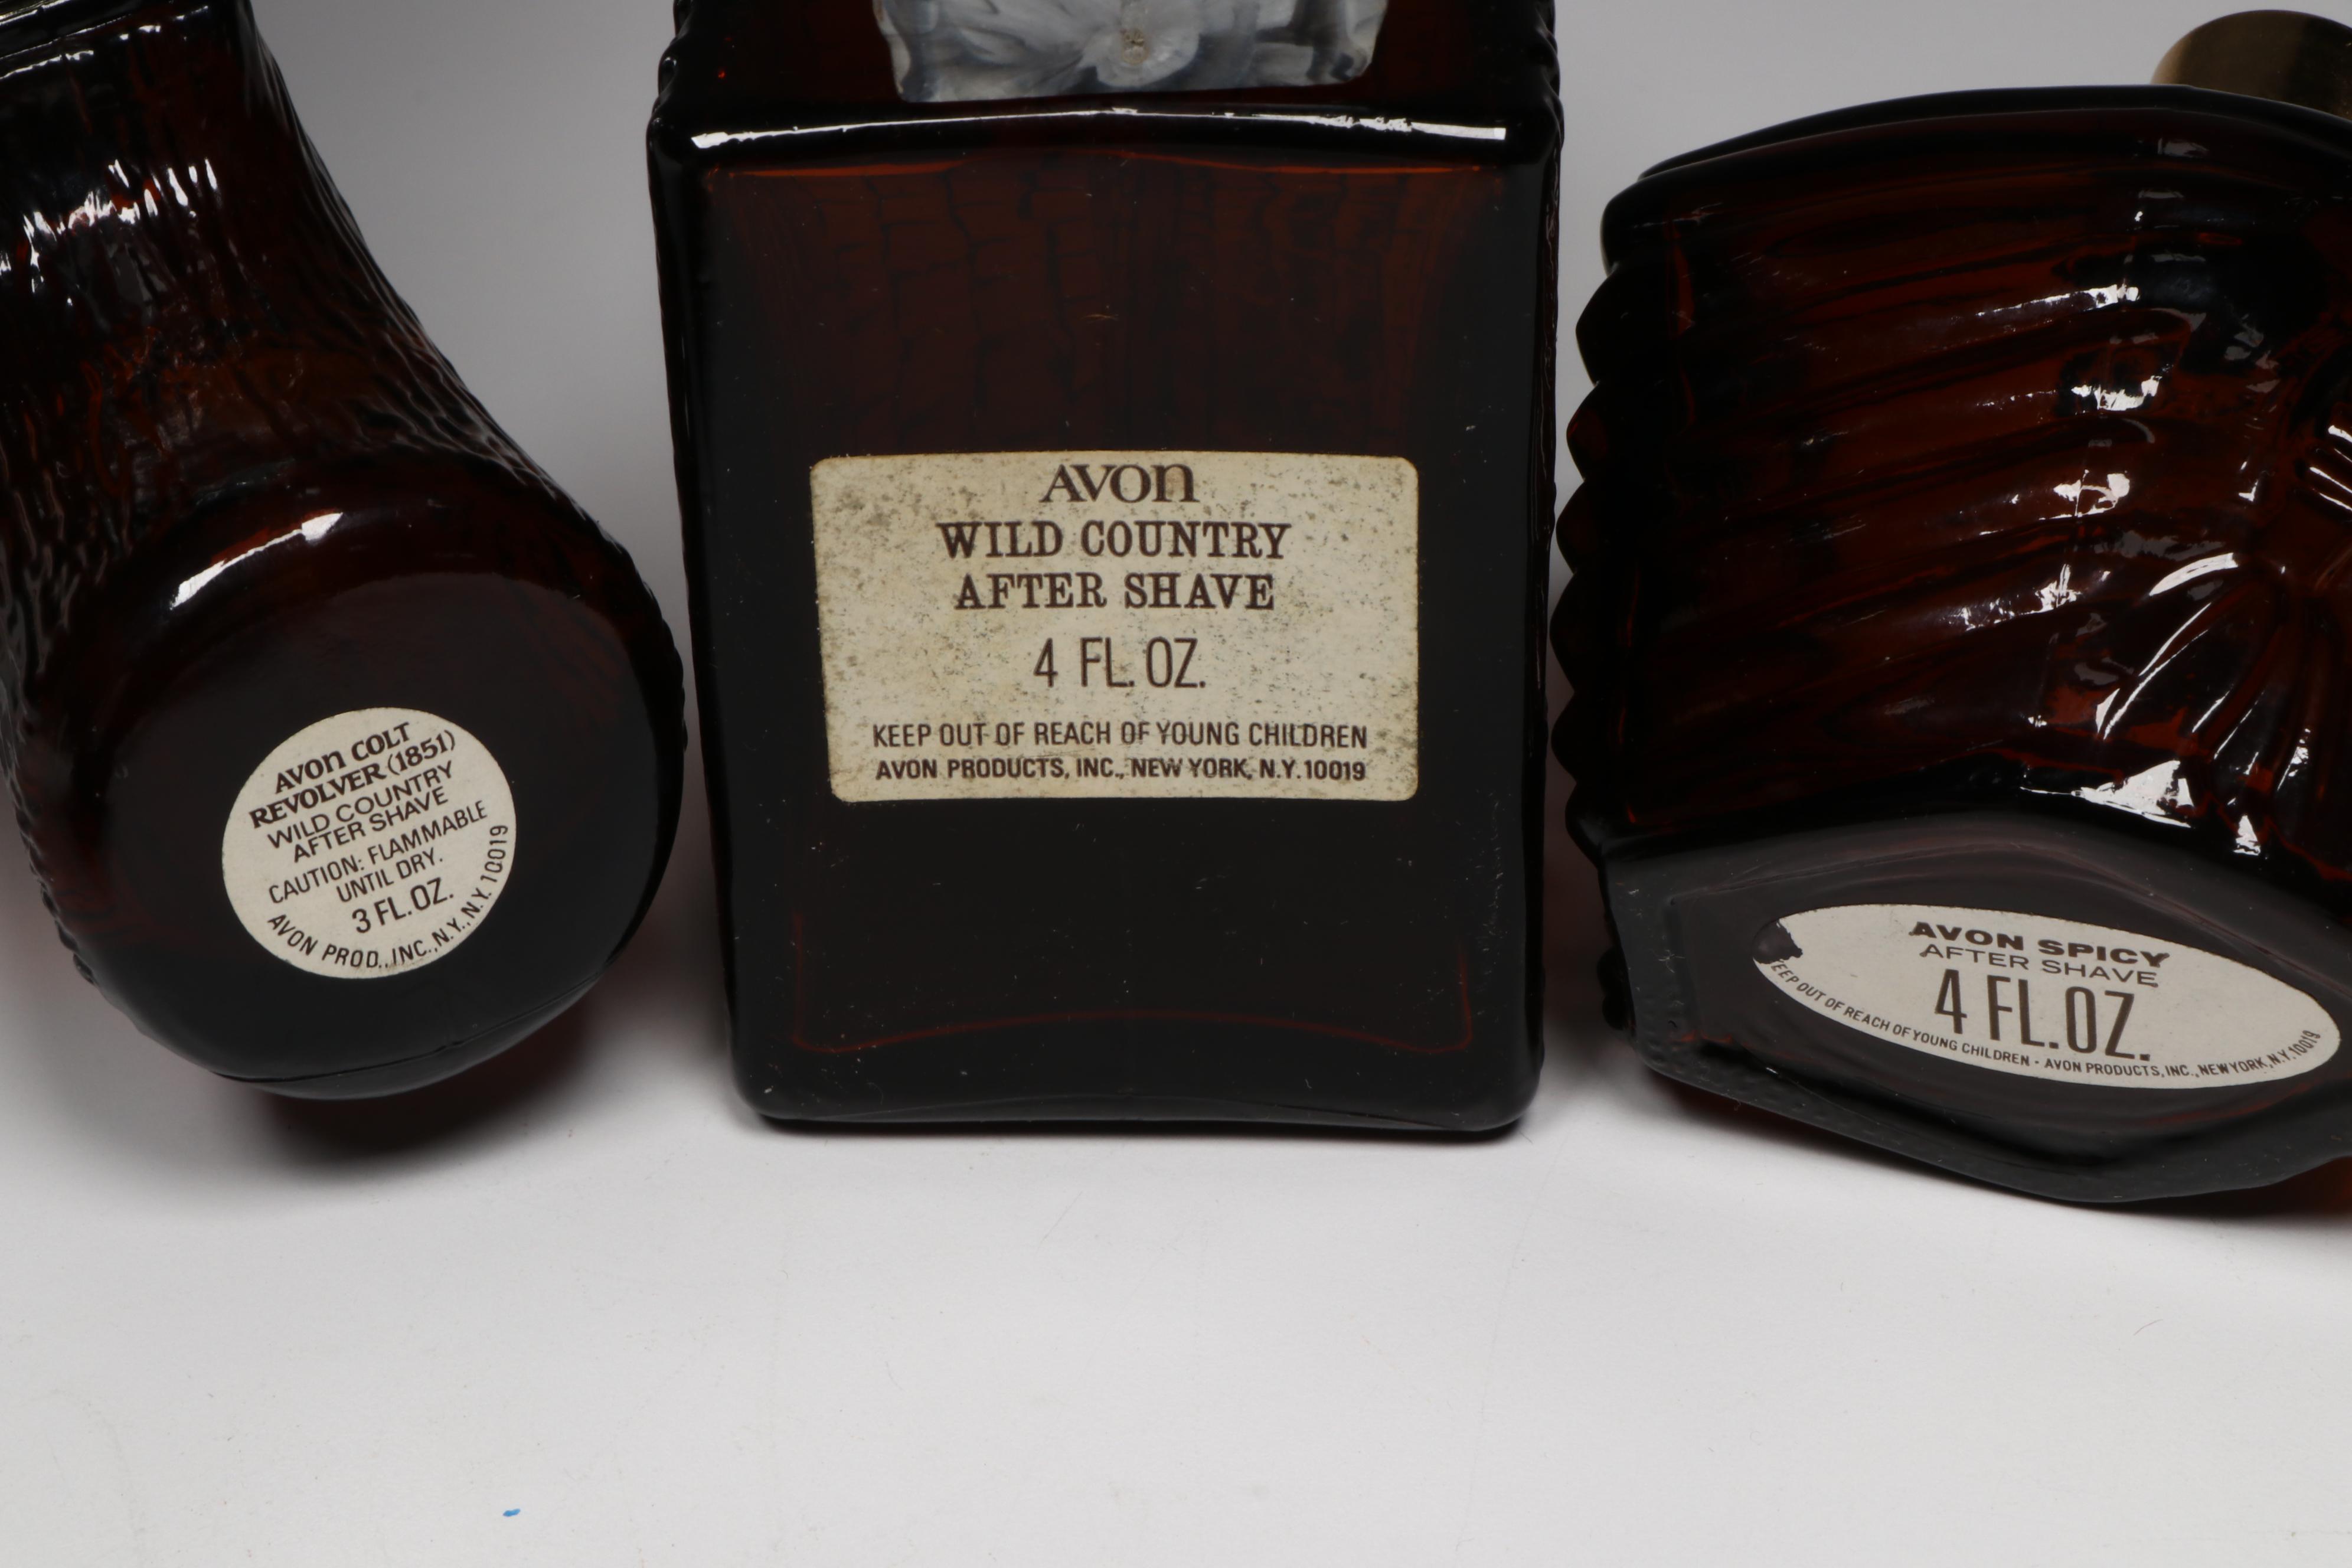 AVON COLT
REVOLVER (1851)
WILD COUNTRY
AFTER SHAVE
CAUTION: FLAMMABLE
UNTIL DRY.
3 FL. OZ.
AVON PROD., INC., N.Y., N.Y. 10019
AVON
WILD COUNTRY
AFTER SHAVE
4 FL. OZ.
KEEP OUT OF REACH OF YOUNG CHILDREN
AVON PRODUCTS, INC., NEW YORK, N.Y. 10019
AVON SPICY
AFTER SHAVE
4 FL.OZ.
EEP OUT OF REACH OF YOUNG CHILDREN - AVON PRODUCTS, INC., NEW YORK, N.Y. 10019